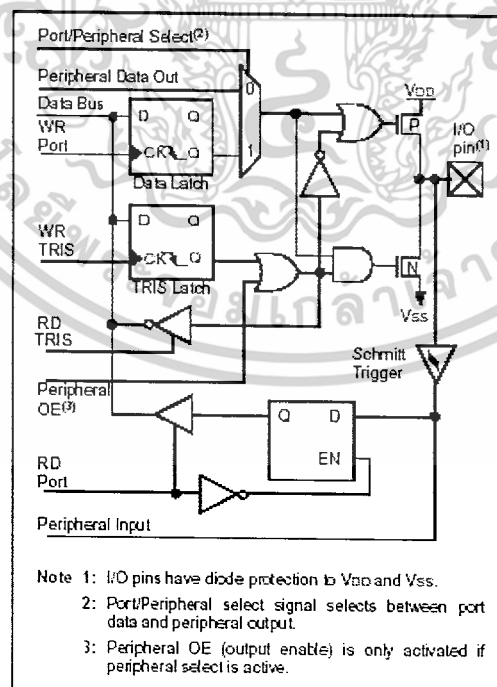 Port/Peripheral Select(2)
Peripheral Data Out
Data Bus
WR
Port
D Q
CK Q
Data Latch
0
1
VDD
P
I/O
pin(1)
WR
TRIS
D Q
CK Q
TRIS Latch
N
VSS
RD
TRIS
Schmitt
Trigger
Peripheral
OE(3)
Q D
EN
RD
Port
Peripheral Input
Note 1: I/O pins have diode protection to VDD and VSS.
2: Port/Peripheral select signal selects between port
data and peripheral output.
3: Peripheral OE (output enable) is only activated if
peripheral select is active.